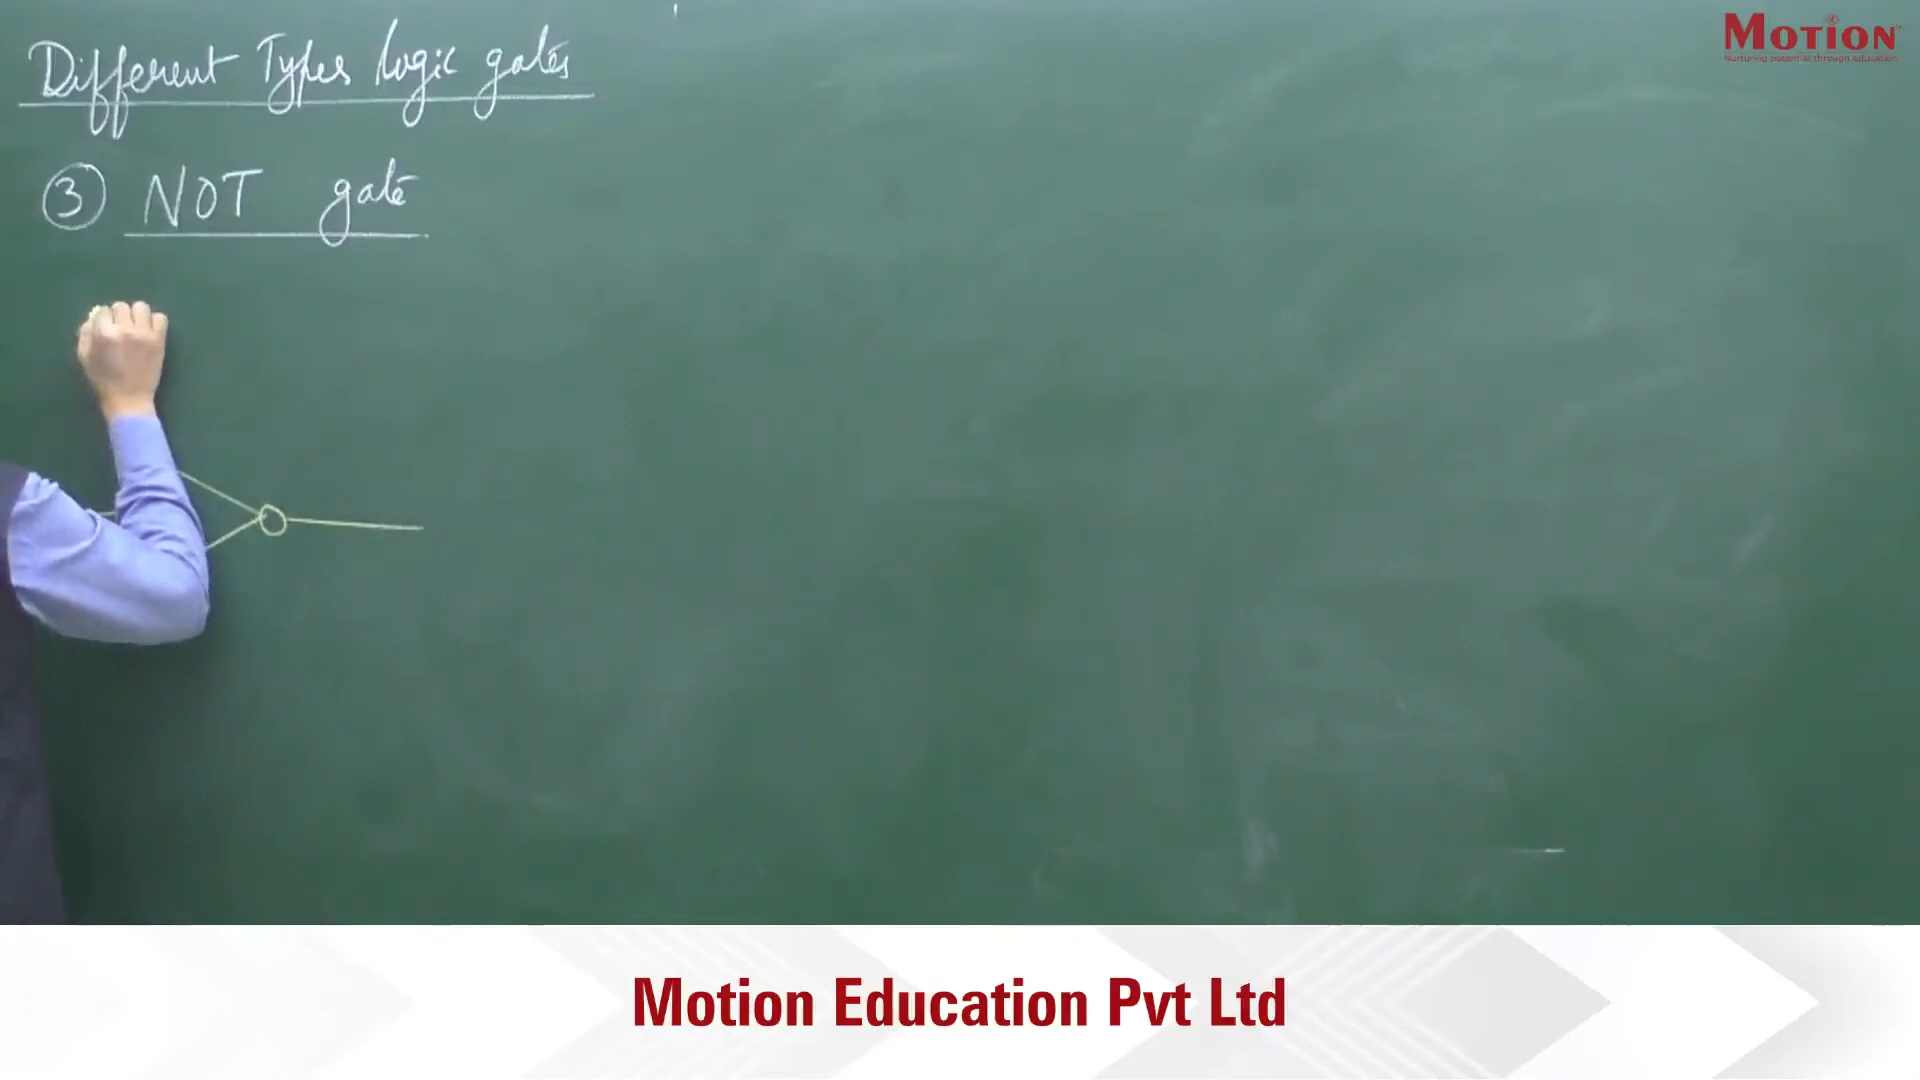 Different Types Logic gates
MOTION
Nurturing potential through education
3 NOT gate
Motion Education Pvt Ltd